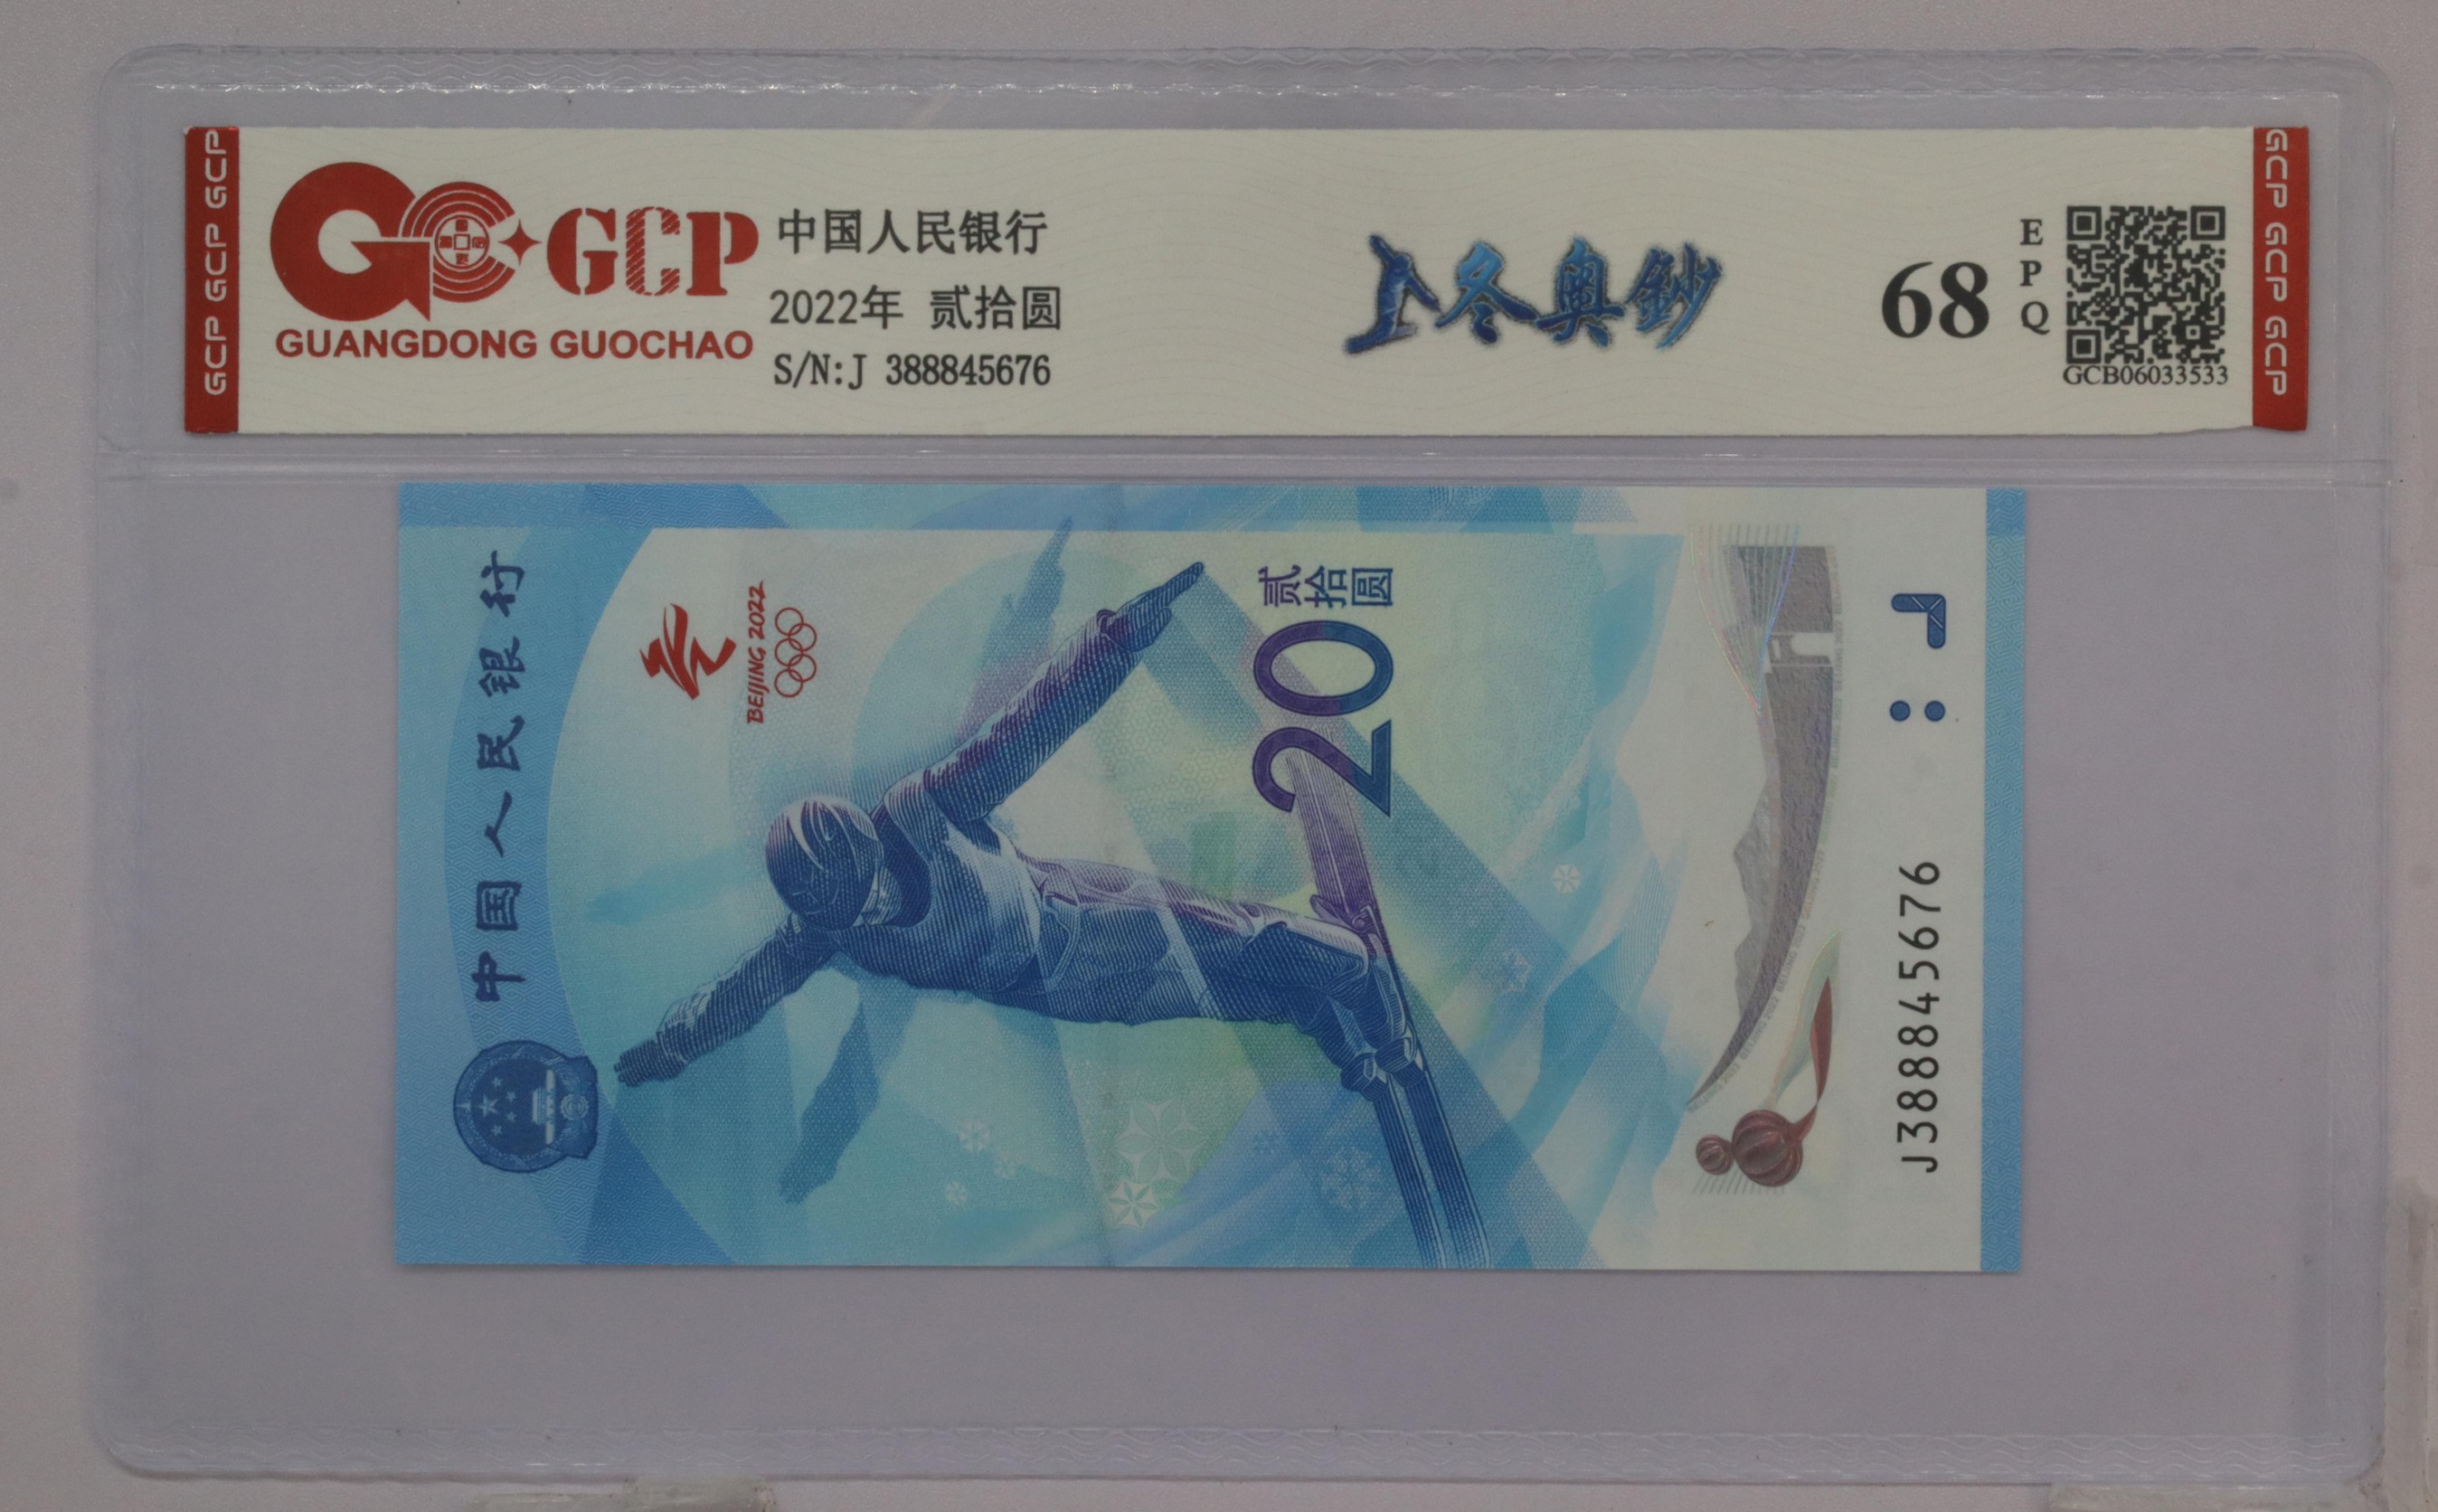 GCP GCP GCP
GCP
GUANGDONG GUOCHAO
中国人民银行
2022年 贰拾圆
S/N:J 388845676
冬奥鈔
68
EPQ
GCB06033533
GCP GCP GCP
中国人民银行
BEIJING 2022
贰拾圆
20
J388845676